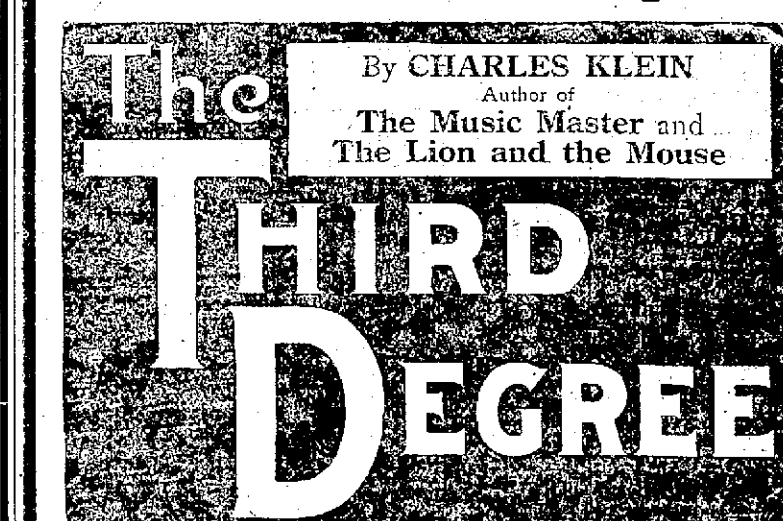 The
By CHARLES KLEIN
Author of
The Music Master and
The Lion and the Mouse
THIRD
DEGREE